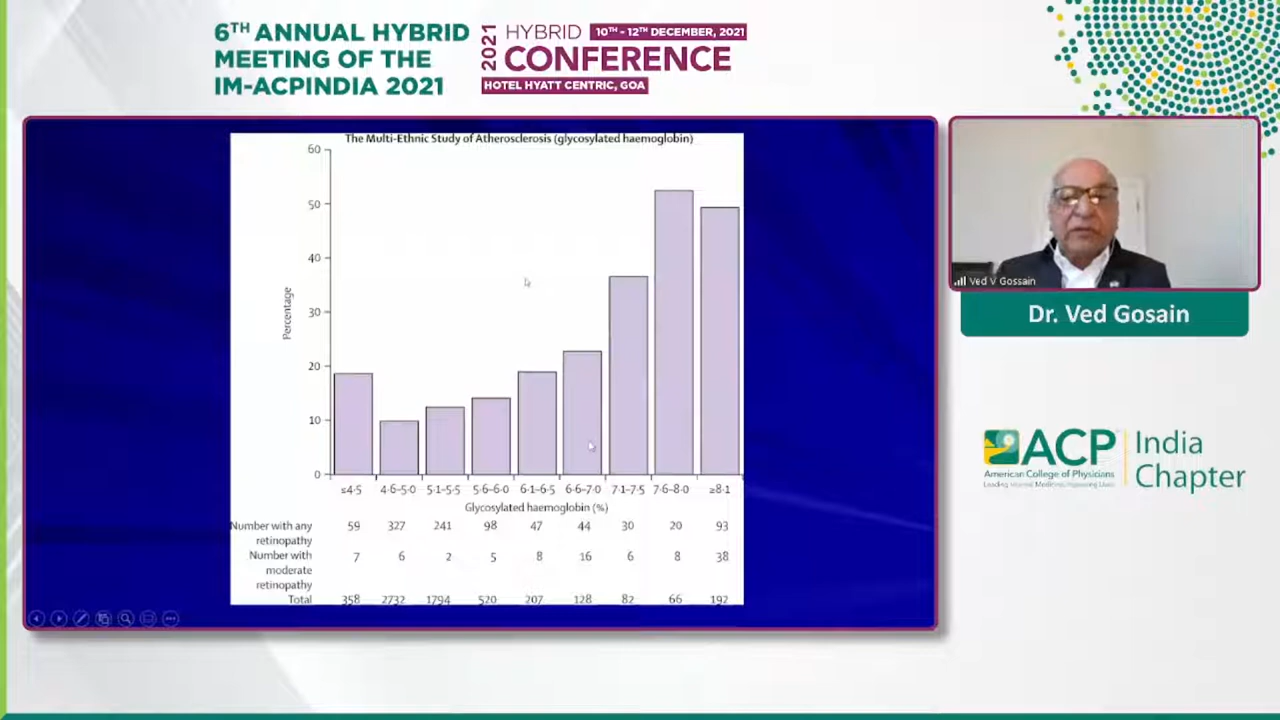 6TH ANNUAL HYBRID
MEETING OF THE
IM-ACPINDIA 2021
2021
HYBRID
10TH - 12TH DECEMBER, 2021
CONFERENCE
HOTEL HYATT CENTRIC, GOA
The Multi-Ethnic Study of Atherosclerosis (glycosylated haemoglobin)
60
50
40
30
20
10
0
Percentage
≤4·5 4·6–5·0 5·1–5·5 5·6–6·0 6·1–6·5 6·6–7·0 7·1–7·5 7·6–8·0 ≥8·1
Glycosylated haemoglobin (%)
Number with any retinopathy 59 327 241 98 47 44 30 20 93
Number with moderate retinopathy 7 6 2 5 8 16 6 8 38
Total 358 2732 1794 520 207 128 82 66 192
Ved V Gossain
Dr. Ved Gosain
ACP
American College of Physicians
Leading Internal Medicine, Improving Lives
India
Chapter